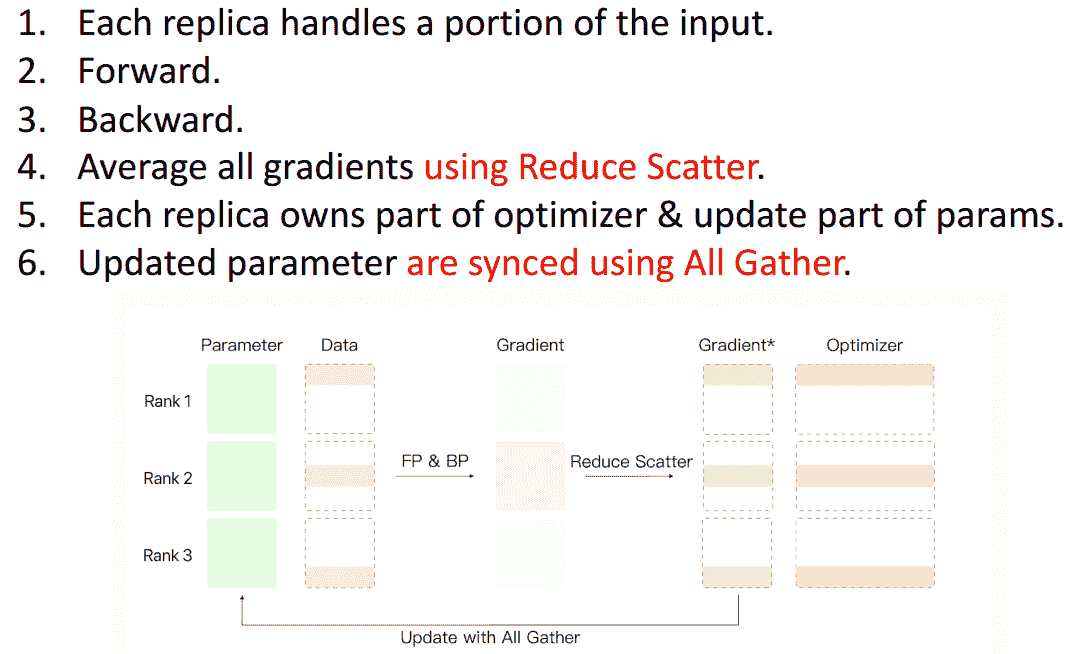 1. Each replica handles a portion of the input.
2. Forward.
3. Backward.
4. Average all gradients using Reduce Scatter.
5. Each replica owns part of optimizer & update part of params.
6. Updated parameter are synced using All Gather.
Parameter Data Gradient Gradient* Optimizer
Rank 1
FP & BP Reduce Scatter
Rank 2
Rank 3
Update with All Gather